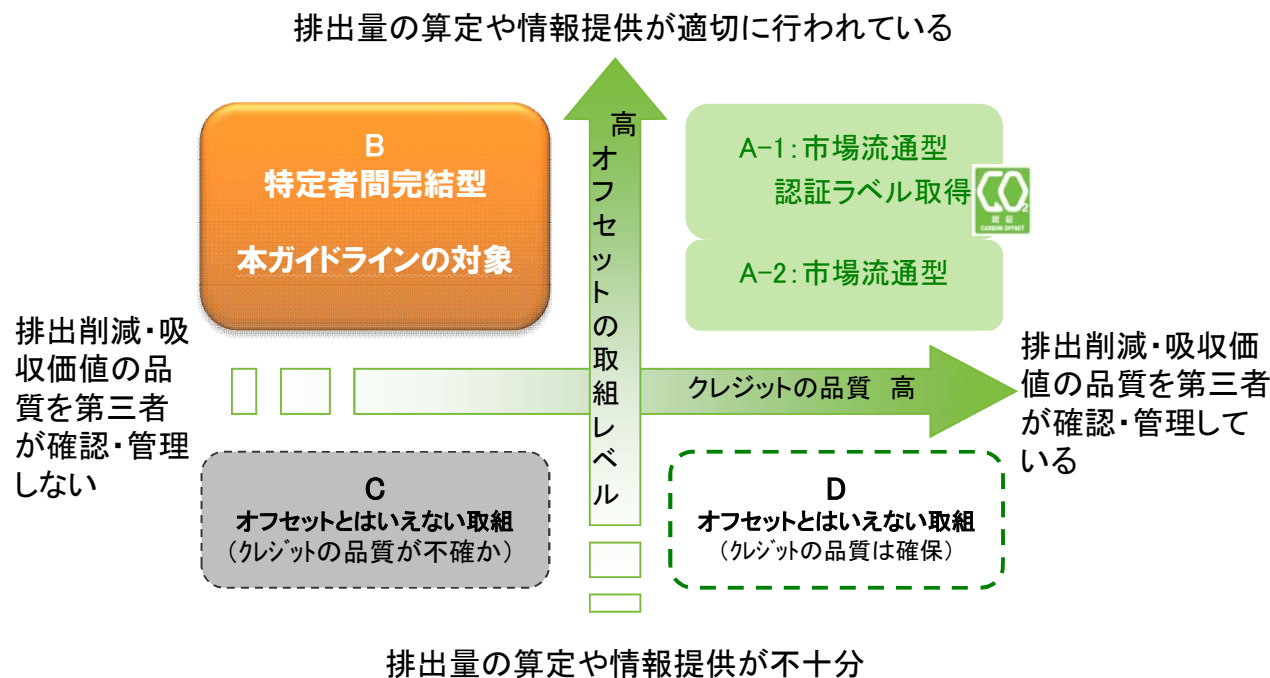 排出量の算定や情報提供が適切に行われている
B
特定者間完結型
本ガイドラインの対象
高
オフセットの取組レベル
A-1:市場流通型
認証ラベル取得
CO2
認証
CARBON OFFSET
A-2:市場流通型
排出削減・吸
収価値の品
質を第三者
が確認・管理
しない
クレジットの品質 高
排出削減・吸収価
値の品質を第三者
が確認・管理して
いる
C
オフセットとはいえない取組
(クレジットの品質が不確か)
D
オフセットとはいえない取組
(クレジットの品質は確保)
排出量の算定や情報提供が不十分